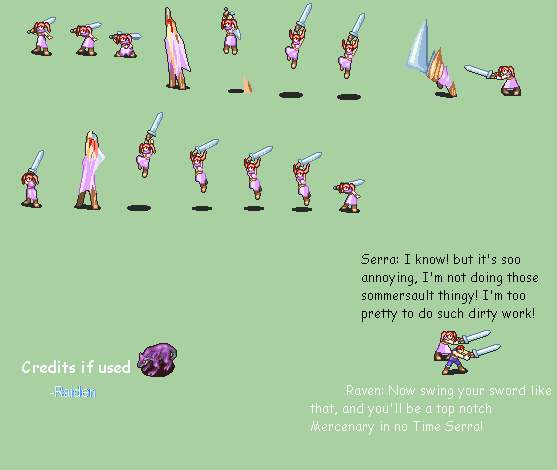 Serra: I know! but it's soo
annoying, I'm not doing those
sommersault thingy! I'm too
pretty to do such dirty work!
Credits if used
-Raiden
Raven: Now swing your sword like
that, and you'll be a top notch
Mercenary in no Time Serra!